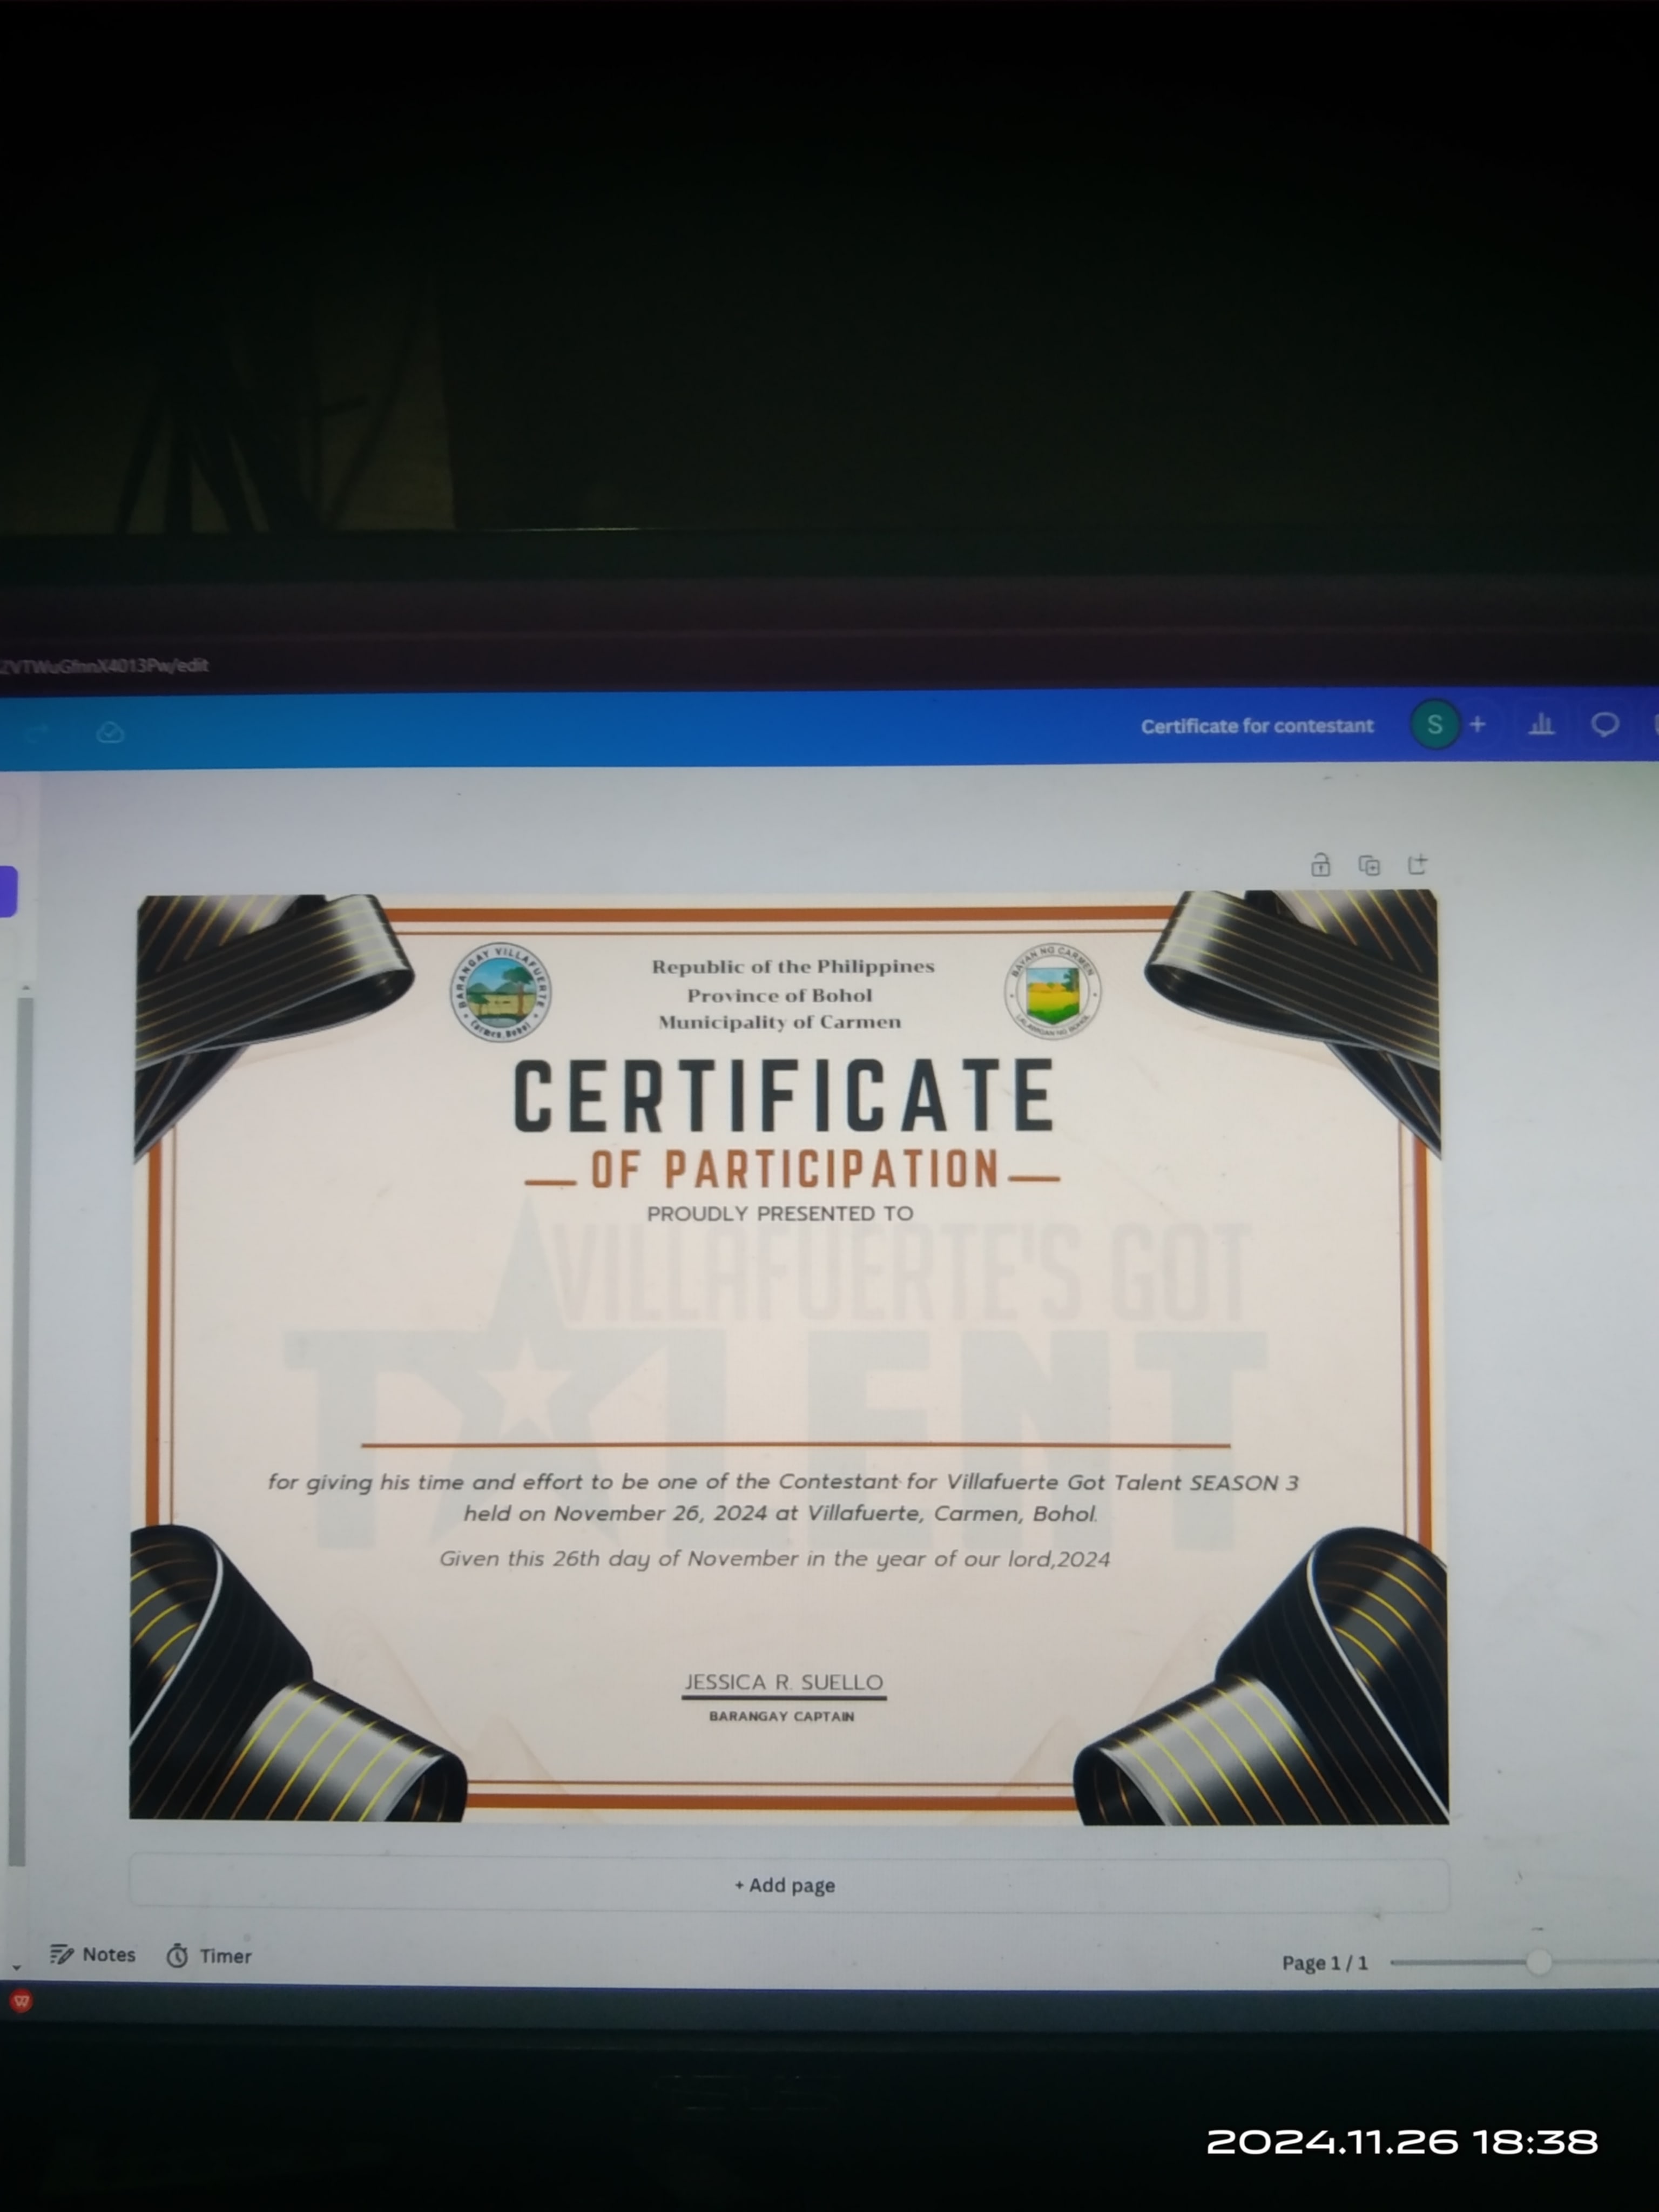 /edit
Certificate for contestant
S
BARANGAY VILLAFUERTE
Carmen, Bohol
Republic of the Philippines
Province of Bohol
Municipality of Carmen
BAYAN NG CARMEN
LALAWIGAN NG BOHOL
CERTIFICATE
OF PARTICIPATION
PROUDLY PRESENTED TO
VILLAFUERTE'S GOT
TALENT
for giving his time and effort to be one of the Contestant for Villafuerte Got Talent SEASON 3
held on November 26, 2024 at Villafuerte, Carmen, Bohol.
Given this 26th day of November in the year of our lord,2024
JESSICA R. SUELLO
BARANGAY CAPTAIN
+ Add page
Notes
Timer
Page 1 / 1
2024.11.26 18:38